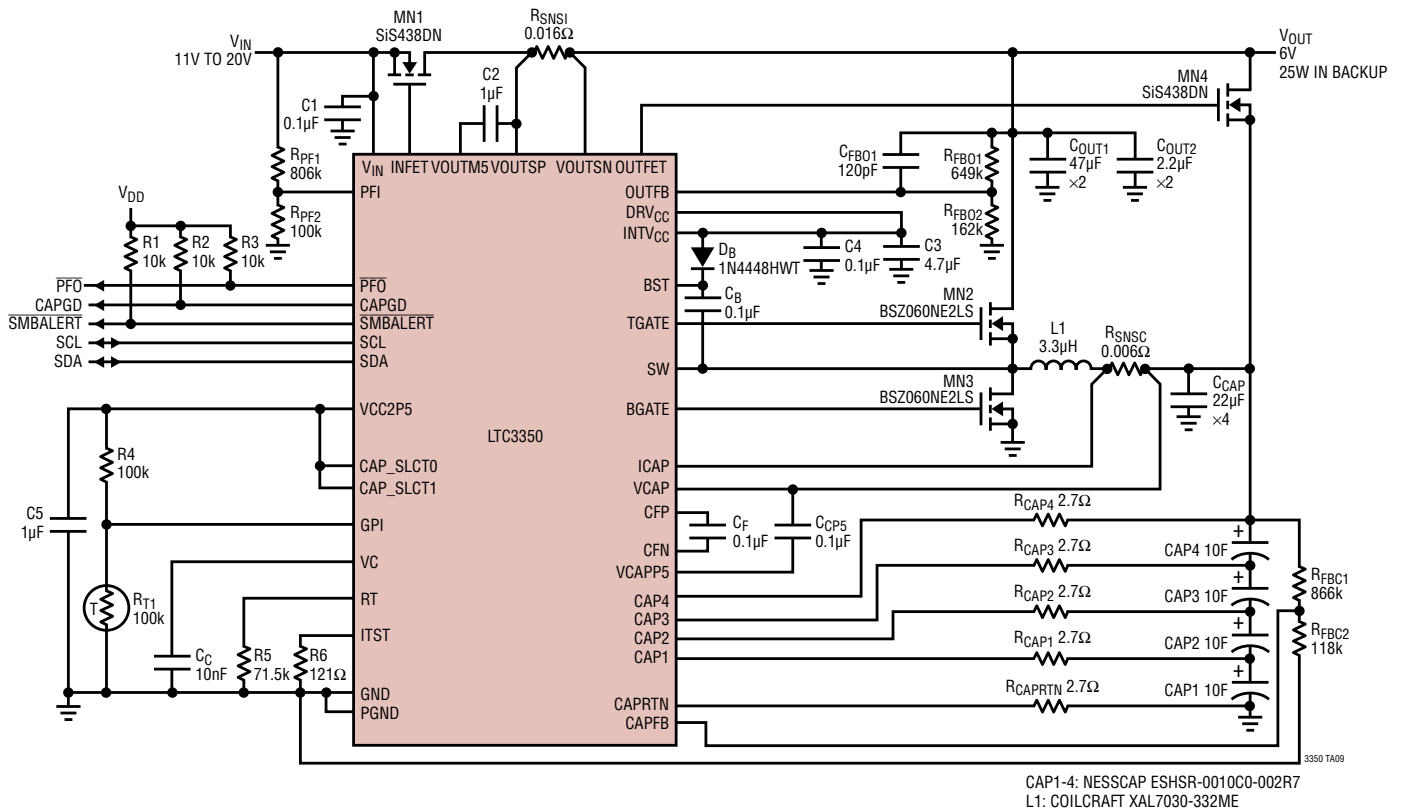 MN1
SiS438DN
RSNSI
0.016Ω
VIN
11V TO 20V
VOUT
6V
25W IN BACKUP
MN4
SiS438DN
C1
0.1µF
C2
1µF
RPF1
806k
RPF2
100k
VIN INFET VOUTM5 VOUTSP VOUTSN OUTFET
PFI
CFBO1
120pF
RFBO1
649k
COUT1
47µF
×2
COUT2
2.2µF
×2
RFBO2
162k
OUTFB
DRVCC
INTVCC
DB
1N4448HWT
C4
0.1µF
C3
4.7µF
VDD
R1
10k
R2
10k
R3
10k
PFO
CAPGD
SMBALERT
SCL
SDA
PFO
CAPGD
SMBALERT
SCL
SDA
BST
CB
0.1µF
TGATE
MN2
BSZ060NE2LS
SW
L1
3.3µH
RSNSC
0.006Ω
BGATE
MN3
BSZ060NE2LS
CCAP
22µF
×4
VCC2P5
LTC3350
R4
100k
CAP_SLCT0
CAP_SLCT1
ICAP
VCAP
C5
1µF
GPI
CFP
CFN
CF
0.1µF
CCP5
0.1µF
VCAPP5
VC
RT1
100k
T
RT
ITST
CC
10nF
R5
71.5k
R6
121Ω
GND
PGND
CAP4
CAP3
CAP2
CAP1
CAPRTN
CAPFB
RCAP4 2.7Ω
RCAP3 2.7Ω
RCAP2 2.7Ω
RCAP1 2.7Ω
RCAPRTN 2.7Ω
+
CAP4 10F
+
CAP3 10F
+
CAP2 10F
+
CAP1 10F
RFBC1
866k
RFBC2
118k
3350 TA09
CAP1-4: NESSCAP ESHSR-0010C0-002R7
L1: COILCRAFT XAL7030-332ME